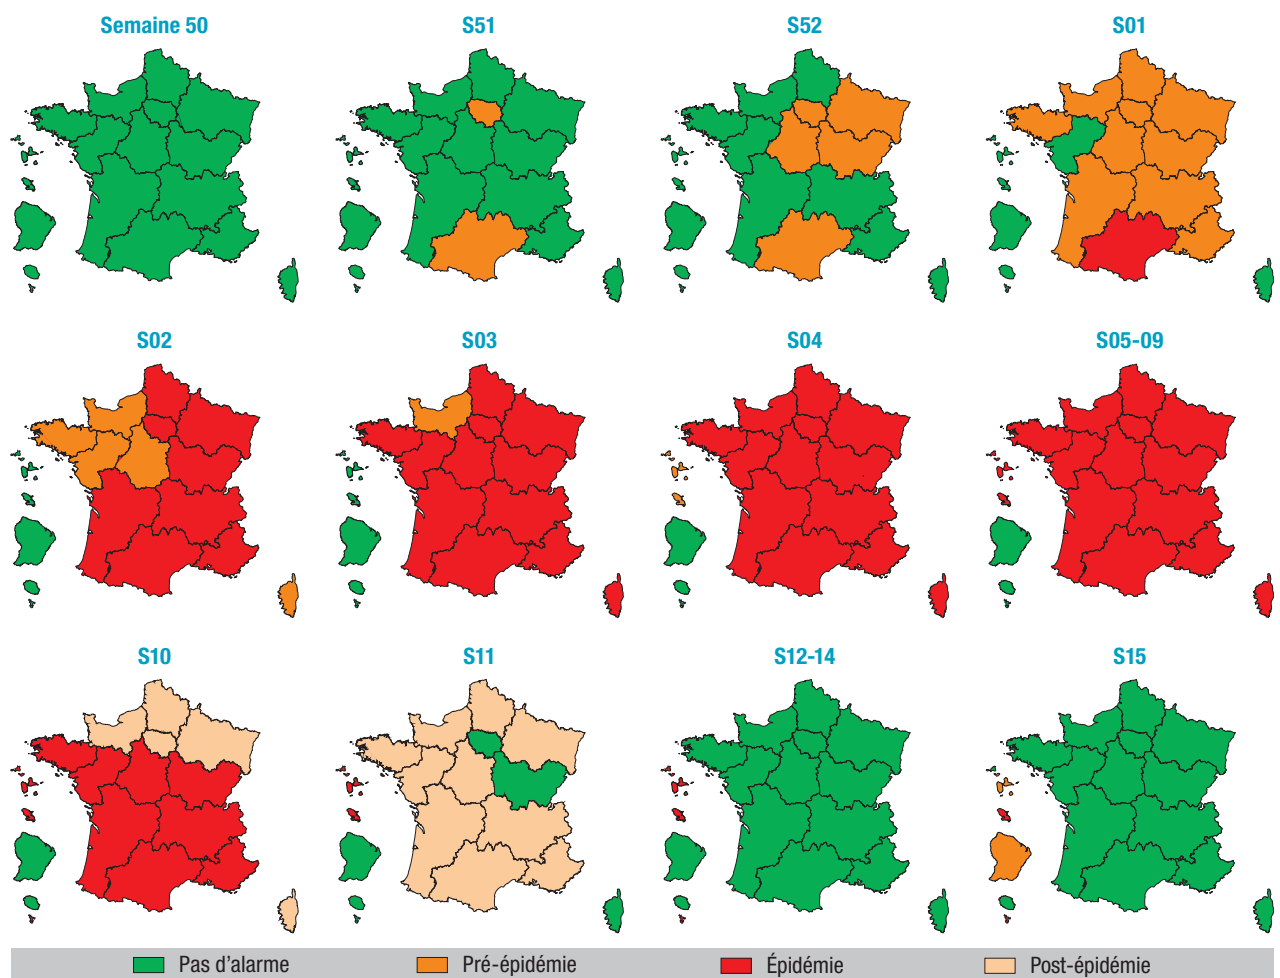 Semaine 50 S51 S52 S01
S02 S03 S04 S05-09
S10 S11 S12-14 S15
Pas d'alarme Pré-épidémie Épidémie Post-épidémie